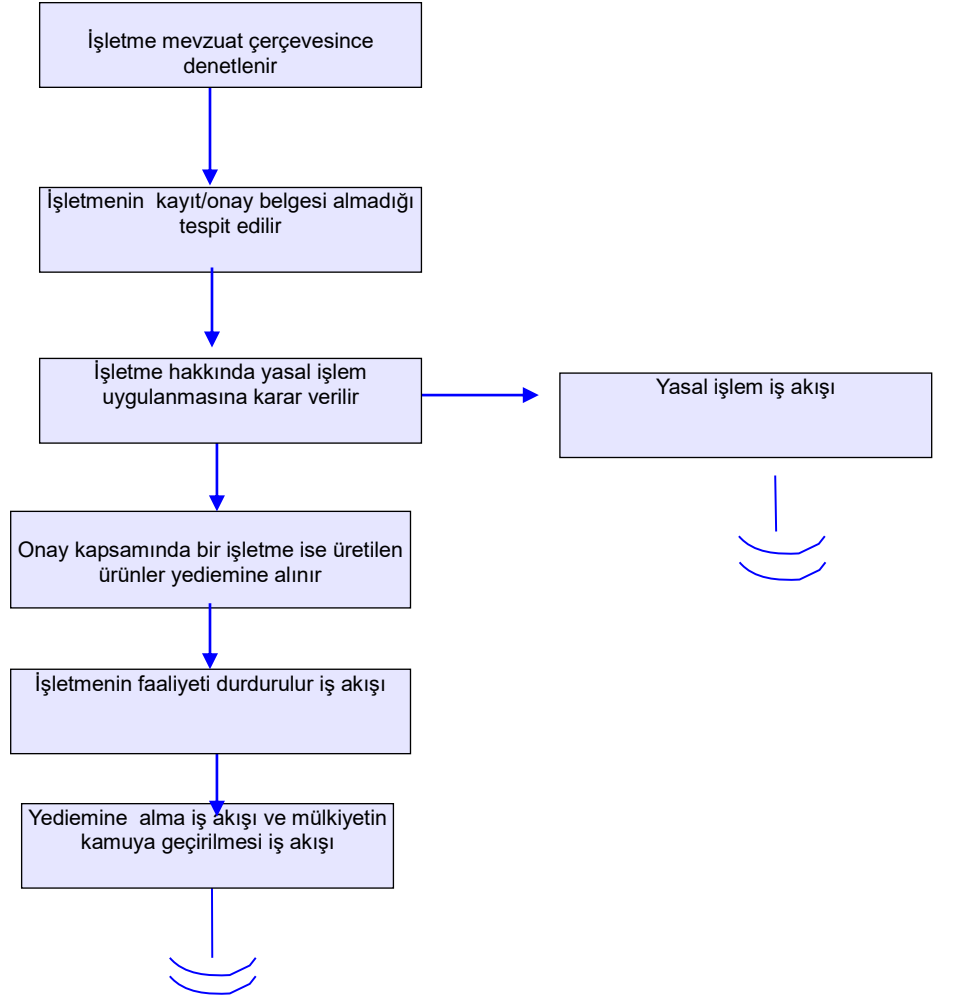 İşletme mevzuat çerçevesince
denetlenir
İşletmenin  kayıt/onay belgesi almadığı
tespit edilir
İşletme hakkında yasal işlem
uygulanmasına karar verilir
Yasal işlem iş akışı
Onay kapsamında bir işletme ise üretilen
ürünler yediemine alınır
İşletmenin faaliyeti durdurulur iş akışı
Yediemine  alma iş akışı ve mülkiyetin
kamuya geçirilmesi iş akışı